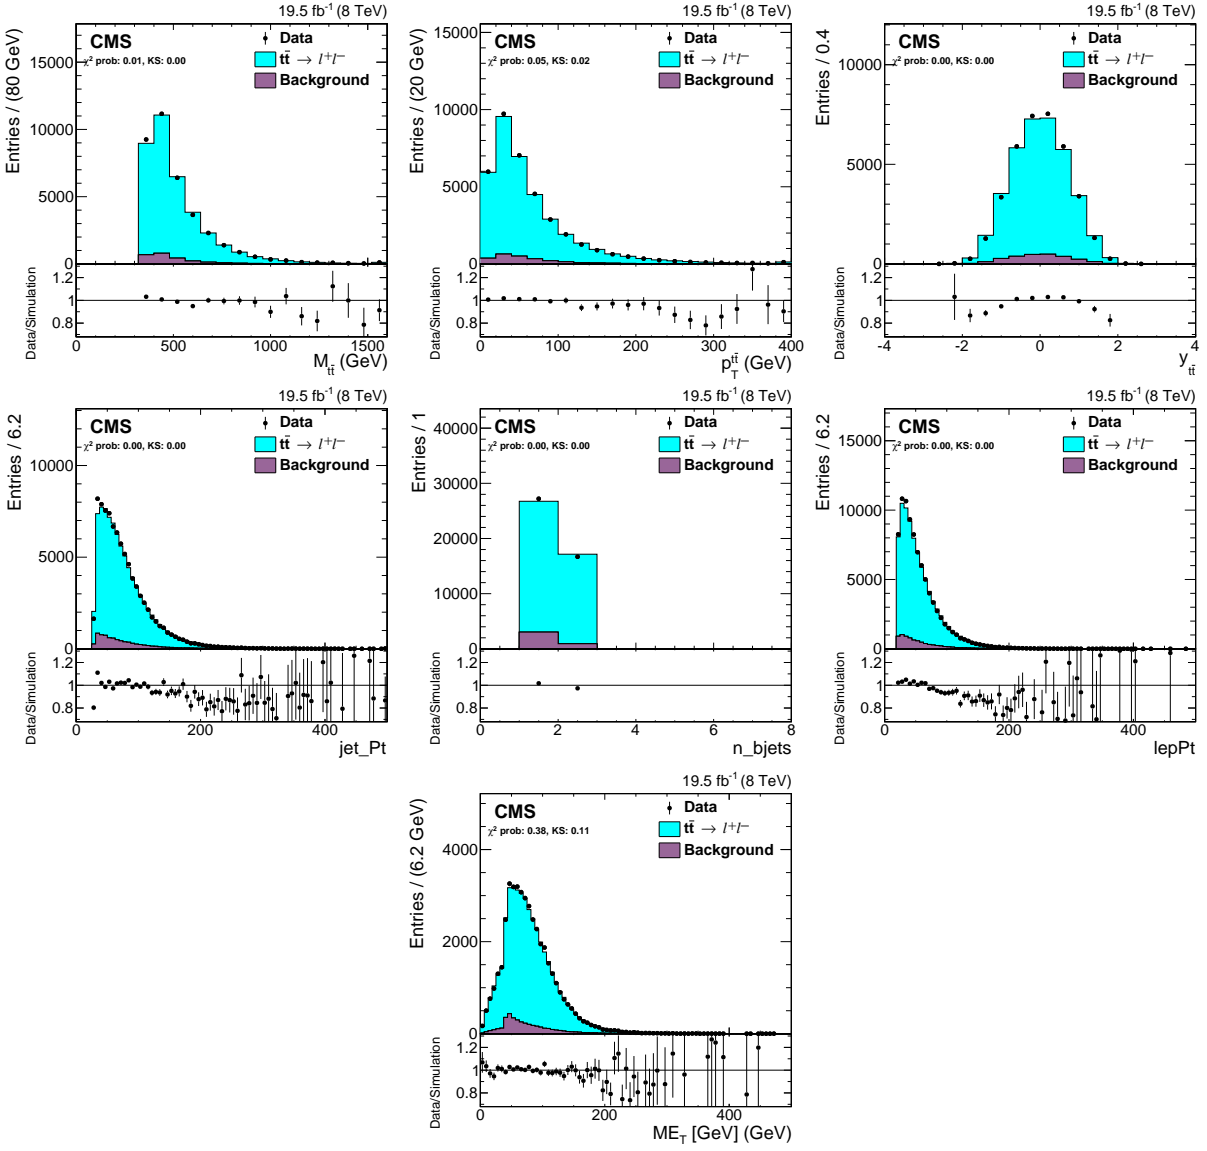 19.5 fb⁻¹ (8 TeV)
CMS
χ² prob: 0.01, KS: 0.00
Data
tt̄ → l⁺l⁻
Background
Entries / (80 GeV)
15000
10000
5000
0
Data/Simulation
1.2
1
0.8
0 500 1000 1500
M_tt̄ (GeV)
19.5 fb⁻¹ (8 TeV)
CMS
χ² prob: 0.05, KS: 0.02
Data
tt̄ → l⁺l⁻
Background
Entries / (20 GeV)
15000
10000
5000
0
Data/Simulation
1.2
1
0.8
0 100 200 300 400
p_T^tt̄ (GeV)
19.5 fb⁻¹ (8 TeV)
CMS
χ² prob: 0.00, KS: 0.00
Data
tt̄ → l⁺l⁻
Background
Entries / 0.4
10000
5000
0
Data/Simulation
1.2
1
0.8
−4 −2 0 2 4
y_tt̄
19.5 fb⁻¹ (8 TeV)
CMS
χ² prob: 0.00, KS: 0.00
Data
tt̄ → l⁺l⁻
Background
Entries / 6.2
10000
5000
0
Data/Simulation
1.2
1
0.8
0 200 400
jet_Pt
19.5 fb⁻¹ (8 TeV)
CMS
χ² prob: 0.00, KS: 0.00
Data
tt̄ → l⁺l⁻
Background
Entries / 1
40000
30000
20000
10000
0
Data/Simulation
1.2
1
0.8
0 2 4 6 8
n_bjets
19.5 fb⁻¹ (8 TeV)
CMS
χ² prob: 0.00, KS: 0.00
Data
tt̄ → l⁺l⁻
Background
Entries / 6.2
15000
10000
5000
0
Data/Simulation
1.2
1
0.8
0 200 400
lepPt
19.5 fb⁻¹ (8 TeV)
CMS
χ² prob: 0.38, KS: 0.11
Data
tt̄ → l⁺l⁻
Background
Entries / (6.2 GeV)
4000
2000
0
Data/Simulation
1.2
1
0.8
0 200 400
ME_T [GeV] (GeV)